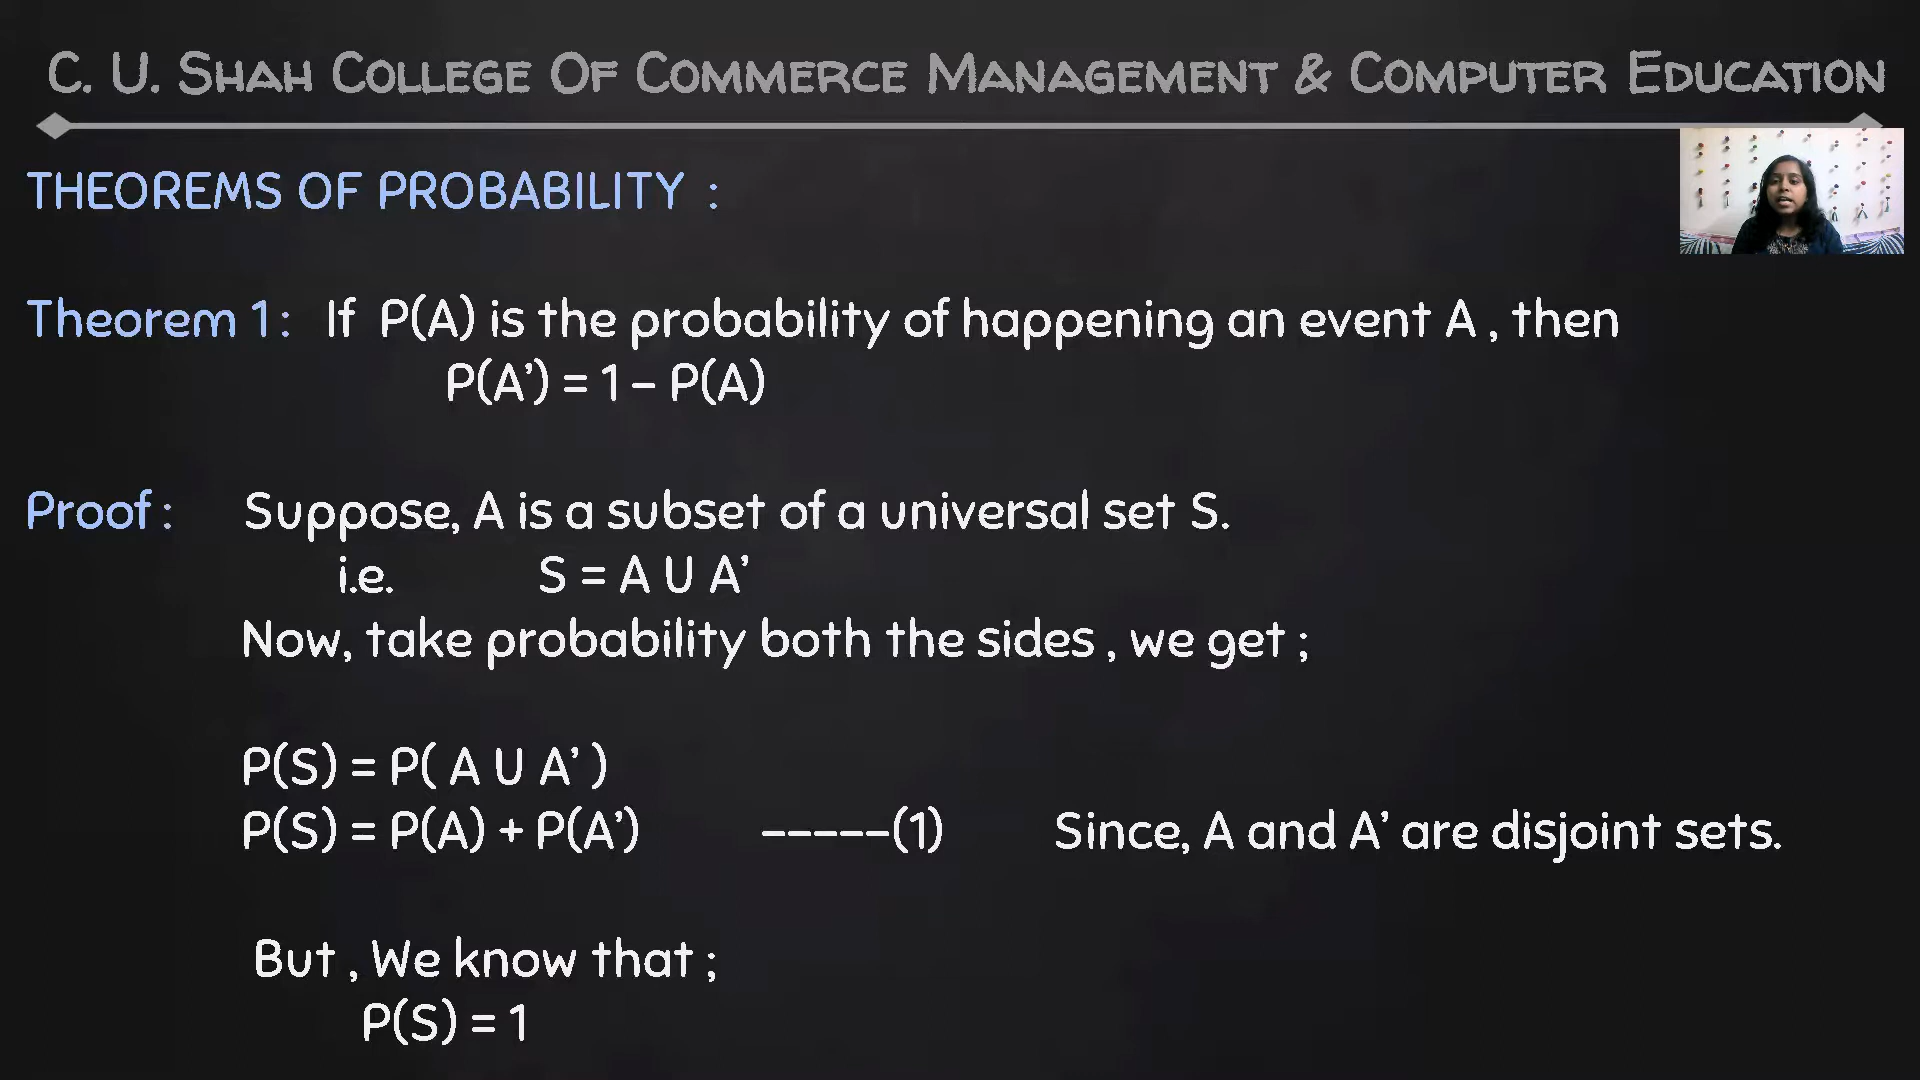 C. U. SHAH COLLEGE OF COMMERCE MANAGEMENT & COMPUTER EDUCATION
THEOREMS OF PROBABILITY :
Theorem 1 : If P(A) is the probability of happening an event A , then
P(A’) = 1 – P(A)
Proof : Suppose, A is a subset of a universal set S.
i.e. S = A U A’
Now, take probability both the sides , we get ;
P(S) = P( A U A’ )
P(S) = P(A) + P(A’) -----(1) Since, A and A’ are disjoint sets.
But , We know that ;
P(S) = 1